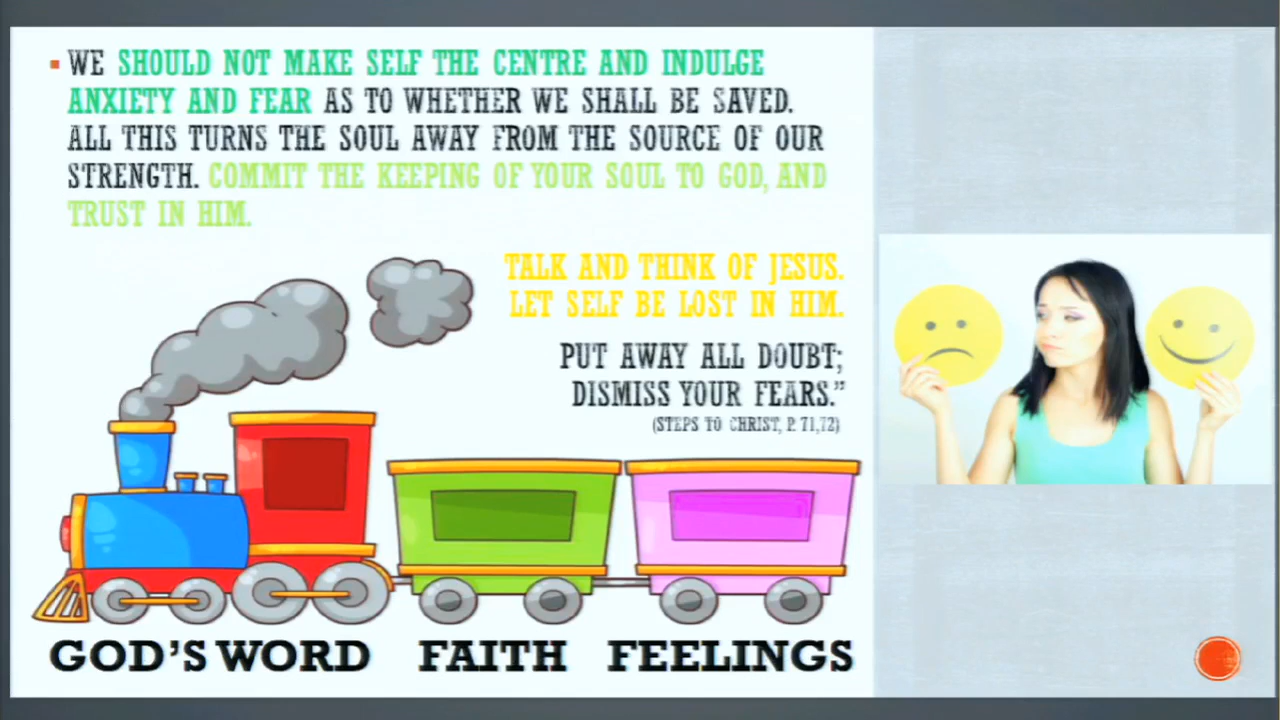 WE SHOULD NOT MAKE SELF THE CENTRE AND INDULGE
ANXIETY AND FEAR AS TO WHETHER WE SHALL BE SAVED.
ALL THIS TURNS THE SOUL AWAY FROM THE SOURCE OF OUR
STRENGTH. COMMIT THE KEEPING OF YOUR SOUL TO GOD, AND
TRUST IN HIM.
TALK AND THINK OF JESUS.
LET SELF BE LOST IN HIM.
PUT AWAY ALL DOUBT;
DISMISS YOUR FEARS.”
(STEPS TO CHRIST, P. 71,72)
GOD’S WORD FAITH FEELINGS